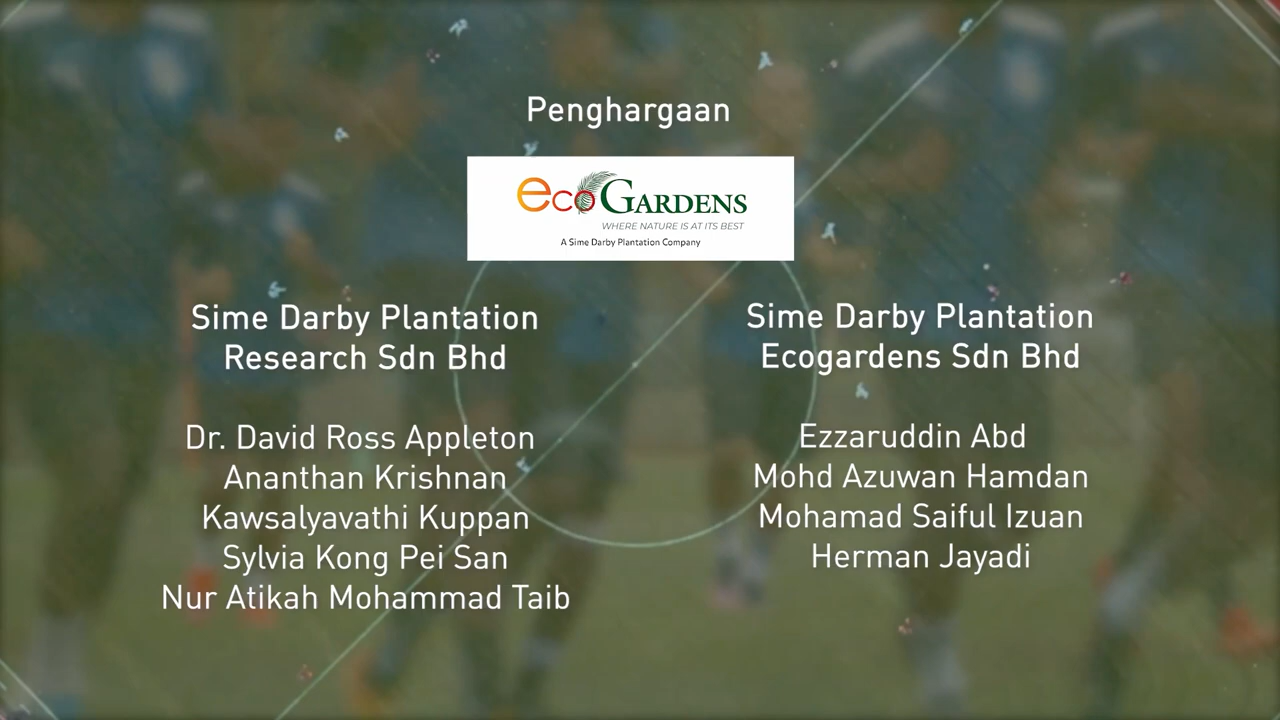 Penghargaan
ecoGARDENS
WHERE NATURE IS AT ITS BEST
A Sime Darby Plantation Company
Sime Darby Plantation
Research Sdn Bhd
Dr. David Ross Appleton
Ananthan Krishnan
Kawsalyavathi Kuppan
Sylvia Kong Pei San
Nur Atikah Mohammad Taib
Sime Darby Plantation
Ecogardens Sdn Bhd
Ezzaruddin Abd
Mohd Azuwan Hamdan
Mohamad Saiful Izuan
Herman Jayadi